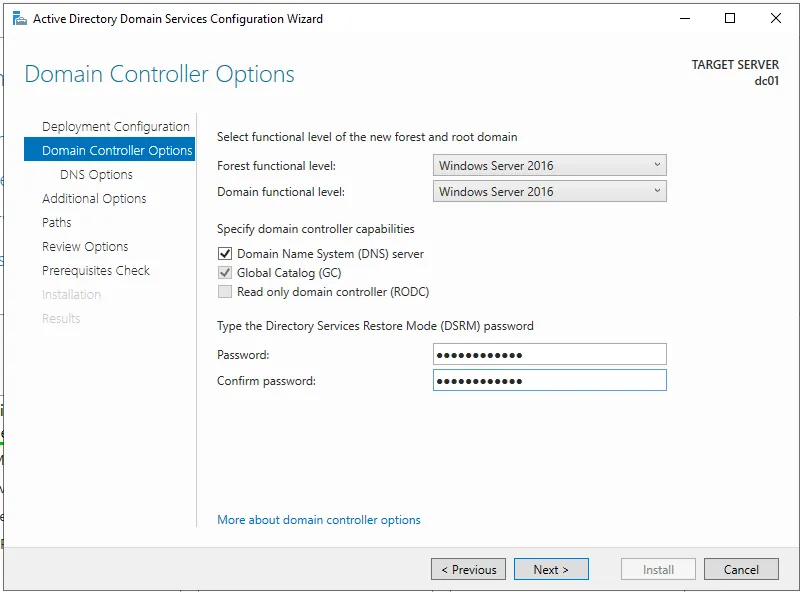 Active Directory Domain Services Configuration Wizard
Domain Controller Options
TARGET SERVER
dc01
Deployment Configuration
Domain Controller Options
DNS Options
Additional Options
Paths
Review Options
Prerequisites Check
Installation
Results
Select functional level of the new forest and root domain
Forest functional level: Windows Server 2016
Domain functional level: Windows Server 2016
Specify domain controller capabilities
Domain Name System (DNS) server
Global Catalog (GC)
Read only domain controller (RODC)
Type the Directory Services Restore Mode (DSRM) password
Password: ●●●●●●●●●●●●
Confirm password: ●●●●●●●●●●●●
More about domain controller options
< Previous Next > Install Cancel